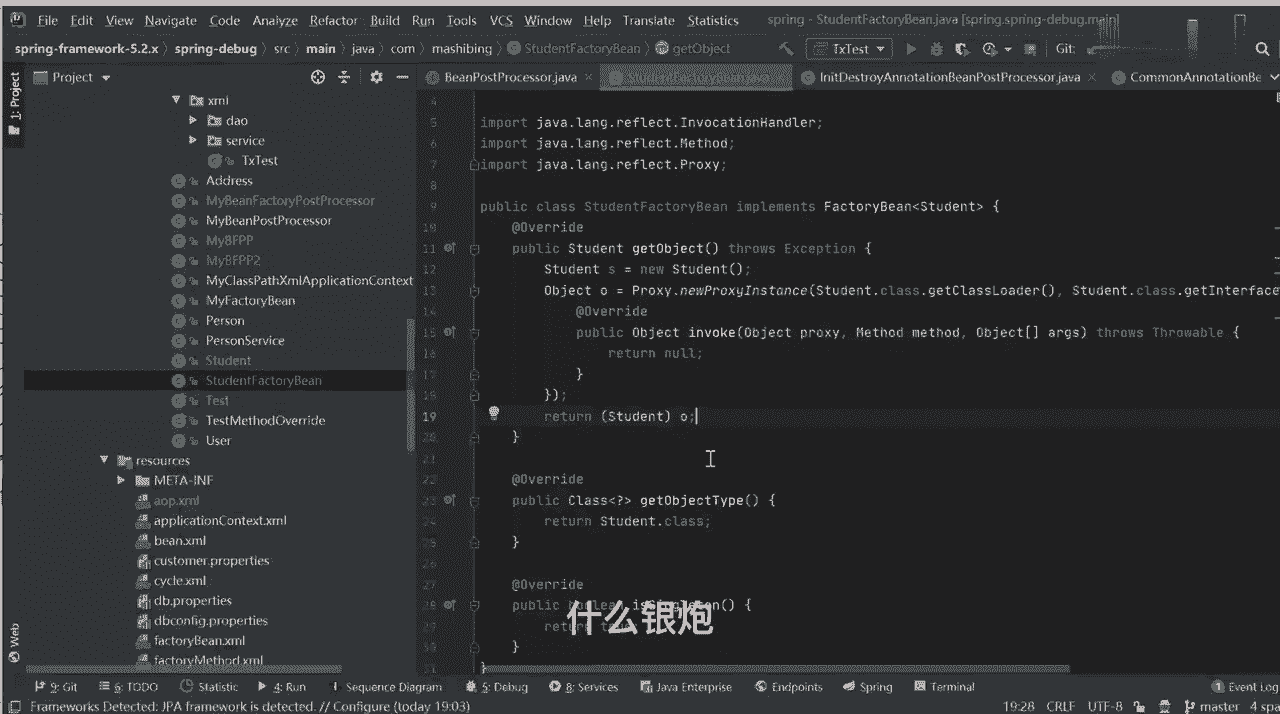 File Edit View Navigate Code Analyze Refactor Build Run Tools VCS Window Help Translate Statistics spring - StudentFactoryBean.java [spring.spring-debug.main]
spring-framework-5.2.x spring-debug src main java com mashibing StudentFactoryBean getObject TxTest Git:
Project BeanPostProcessor.java InitDestroyAnnotationBeanPostProcessor.java CommonAnnotationBe
1: Project
xml
dao
service
TxTest
Address
MyBeanFactoryPostProcessor
MyBeanPostProcessor
MyBFPP
MyBFPP2
MyClassPathXmlApplicationContext
MyFactoryBean
Person
PersonService
Student
StudentFactoryBean
Test
TestMethodOverride
User
resources
META-INF
aop.xml
applicationContext.xml
bean.xml
customer.properties
cycle.xml
db.properties
dbconfig.properties
factoryBean.xml
factoryMethod.xml
Web
4
5 import java.lang.reflect.InvocationHandler;
6 import java.lang.reflect.Method;
7 import java.lang.reflect.Proxy;
8
9 public class StudentFactoryBean implements FactoryBean<Student> {
10 @Override
11 public Student getObject() throws Exception {
12 Student s = new Student();
13 Object o = Proxy.newProxyInstance(Student.class.getClassLoader(), Student.class.getInterface
14 @Override
15 public Object invoke(Object proxy, Method method, Object[] args) throws Throwable {
16 return null;
17 }
18 });
19 return (Student) o;
20 }
21
22 @Override
23 public Class<?> getObjectType() {
24 return Student.class;
25 }
26
27 @Override
28 public boolean isSingleton() {
什么银炮
}
31 }
9: Git 6: TODO Statistic 4: Run Sequence Diagram 5: Debug 8: Services Java Enterprise Endpoints Spring Terminal 1 Event Log
Frameworks Detected: JPA framework is detected. // Configure (today 19:03) 19:28 CRLF UTF-8 master 4 spa